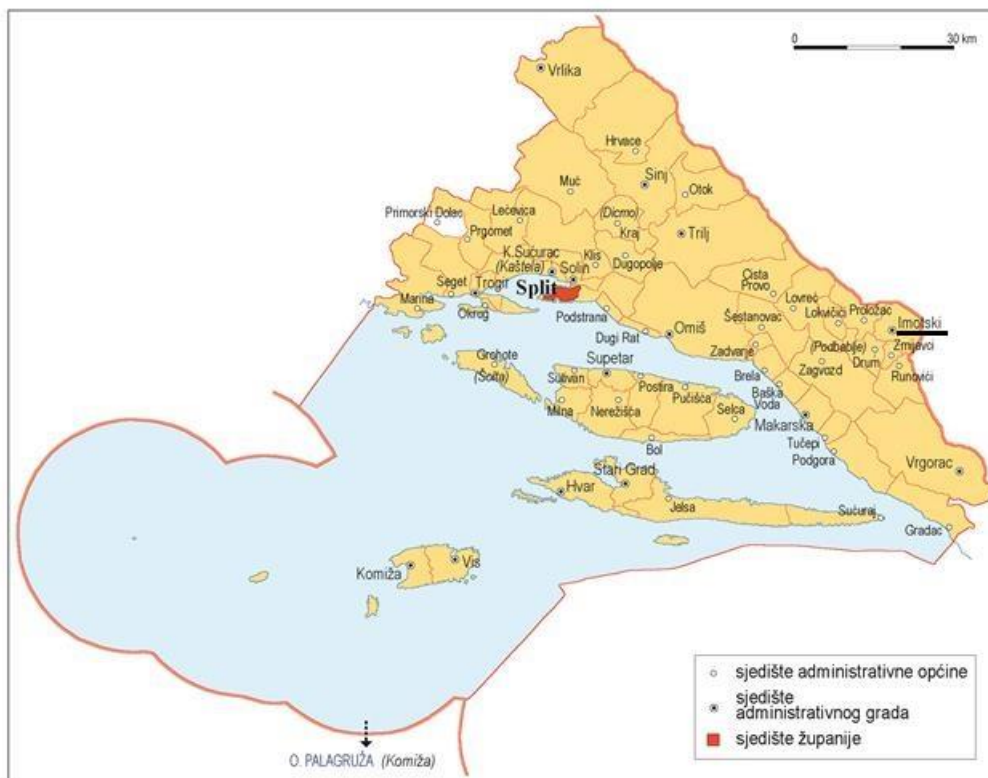 0 30 km
Vrlika
Hrvace
Sinj
Muč
Otok
Primorski Dolac
Lećevica
(Dicmo)
Kraj
Prgomet
Trilj
K.Sućurac
(Kaštela)
Klis
Solin
Dugopolje
Seget
Trogir
Split
Marina
Okrog
Podstrana
Dugi Rat
Omiš
Cista
Provo
Lovreć
Šestanovac
Lokvičići
Proložac
Imotski
Zadvarje
(Podbablje)
Drum
Zmijavci
Zagvozd
Runovići
Grohote
(Šolta)
Supetar
Sutivan
Postira
Pučišća
Brela
Baška
Voda
Milna
Nerežišća
Selca
Makarska
Bol
Tučepi
Podgora
Vrgorac
Stari Grad
Hvar
Jelsa
Sućuraj
Gradac
Komiža
Vis
sjedište administrativne općine
sjedište
administrativnog grada
sjedište županije
O. PALAGRUŽA (Komiža)